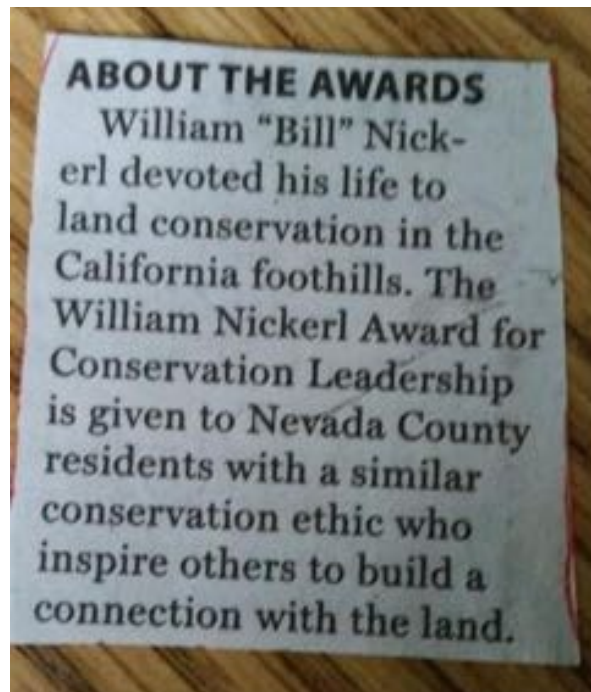 ABOUT THE AWARDS
William “Bill” Nick-
erl devoted his life to
land conservation in the
California foothills. The
William Nickerl Award for
Conservation Leadership
is given to Nevada County
residents with a similar
conservation ethic who
inspire others to build a
connection with the land.